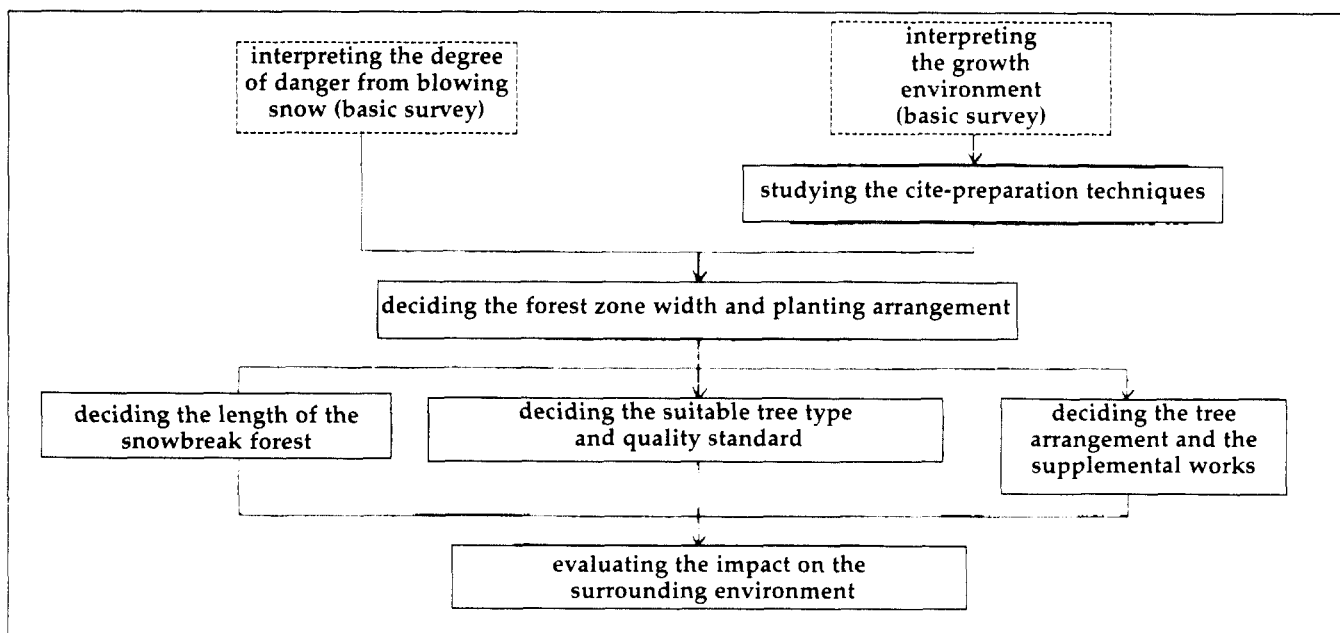 interpreting the degree
of danger from blowing
snow (basic survey)
interpreting
the growth
environment
(basic survey)
studying the cite-preparation techniques
deciding the forest zone width and planting arrangement
deciding the length of the
snowbreak forest
deciding the suitable tree type
and quality standard
deciding the tree
arrangement and the
supplemental works
evaluating the impact on the
surrounding environment